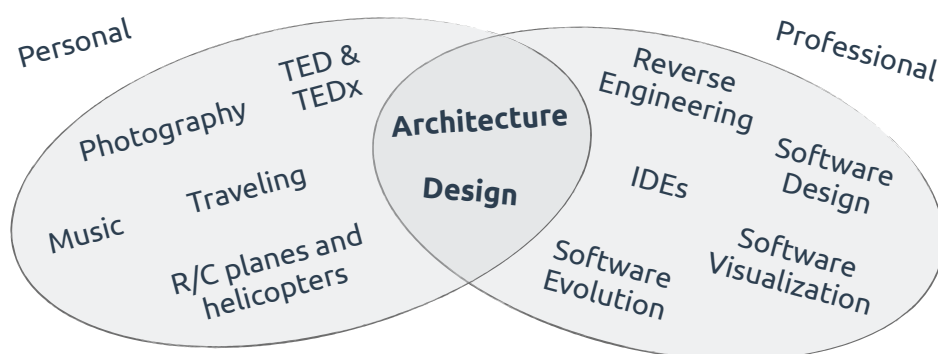 Personal
TED &
TEDx
Photography
Traveling
Music
R/C planes and
helicopters
Architecture
Design
Professional
Reverse
Engineering
IDEs
Software
Design
Software
Evolution
Software
Visualization